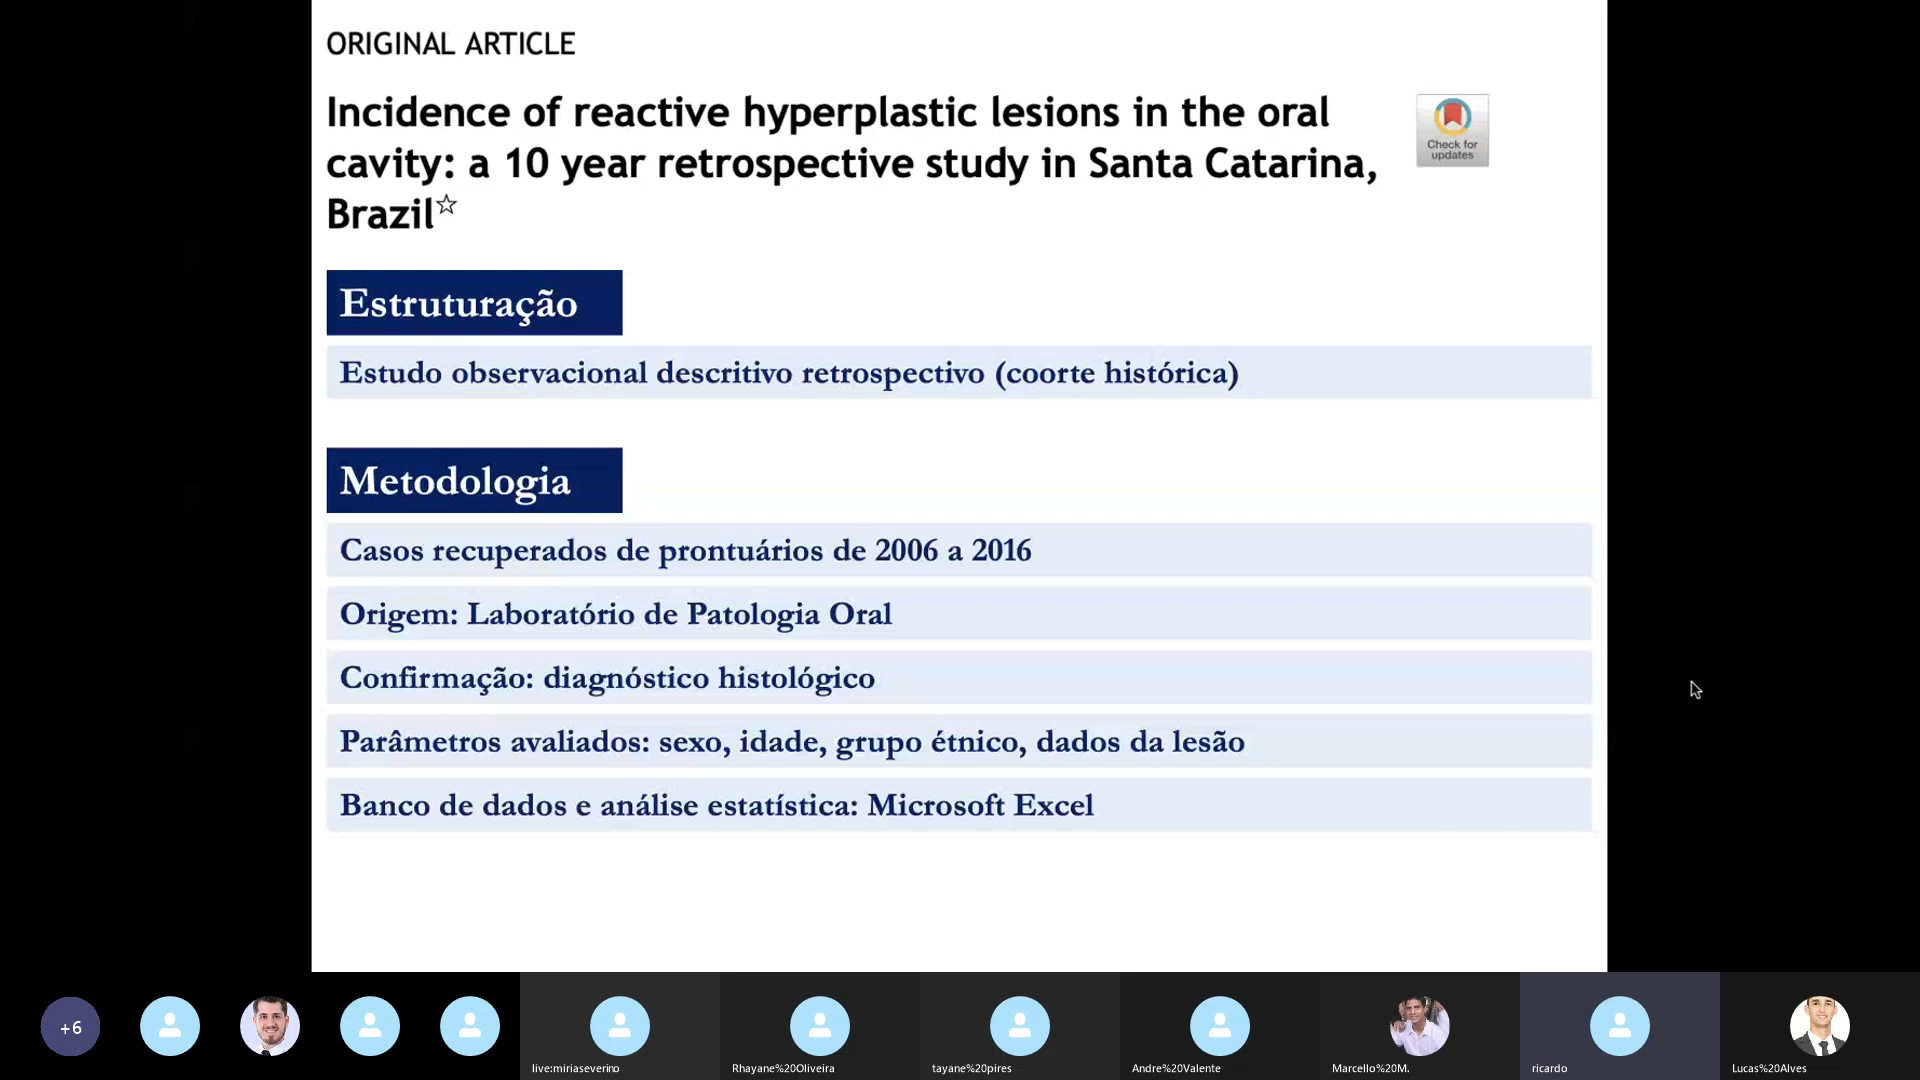 ORIGINAL ARTICLE
Incidence of reactive hyperplastic lesions in the oral
cavity: a 10 year retrospective study in Santa Catarina,
Brazil☆
Check for
updates
Estruturação
Estudo observacional descritivo retrospectivo (coorte histórica)
Metodologia
Casos recuperados de prontuários de 2006 a 2016
Origem: Laboratório de Patologia Oral
Confirmação: diagnóstico histológico
Parâmetros avaliados: sexo, idade, grupo étnico, dados da lesão
Banco de dados e análise estatística: Microsoft Excel
+6
live:miriaseverino
Rhayane%20Oliveira
tayane%20pires
Andre%20Valente
Marcello%20M.
ricardo
Lucas%20Alves